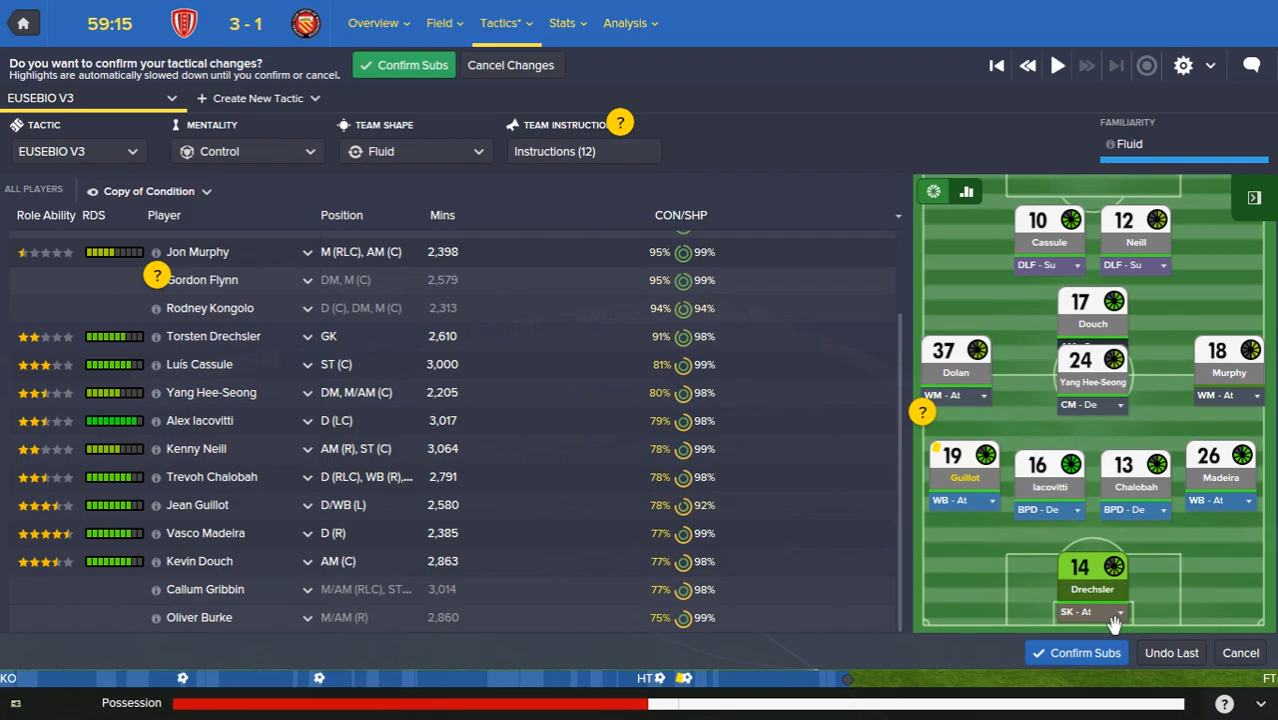 59:15
3 - 1
Overview
Field
Tactics*
Stats
Analysis
Do you want to confirm your tactical changes?
Highlights are automatically slowed down until you confirm or cancel.
Confirm Subs
Cancel Changes
EUSEBIO V3
+ Create New Tactic
TACTIC
MENTALITY
TEAM SHAPE
TEAM INSTRUCTIO
?
FAMILIARITY
EUSEBIO V3
Control
Fluid
Instructions (12)
Fluid
ALL PLAYERS
Copy of Condition
Role Ability RDS Player Position Mins CON/SHP
Jon Murphy M (RLC), AM (C) 2,398 95% 99%
?
Gordon Flynn DM, M (C) 2,579 95% 99%
Rodney Kongolo D (C), DM, M (C) 2,313 94% 94%
Torsten Drechsler GK 2,610 91% 98%
Luís Cassule ST (C) 3,000 81% 99%
Yang Hee-Seong DM, M/AM (C) 2,205 80% 98%
Alex Iacovitti D (LC) 3,017 79% 98%
Kenny Neill AM (R), ST (C) 3,064 78% 99%
Trevoh Chalobah D (RLC), WB (R),... 2,791 78% 98%
Jean Guillot D/WB (L) 2,580 78% 92%
Vasco Madeira D (R) 2,385 77% 99%
Kevin Douch AM (C) 2,863 77% 98%
Callum Gribbin M/AM (RLC), ST... 3,014 77% 98%
Oliver Burke M/AM (R) 2,860 75% 99%
10
Cassule
DLF - Su
12
Neill
DLF - Su
17
Douch
37
Dolan
WM - At
24
Yang Hee-Seong
CM - De
18
Murphy
WM - At
?
19
Guillot
WB - At
16
Iacovitti
BPD - De
13
Chalobah
BPD - De
26
Madeira
WB - At
14
Drechsler
SK - At
Confirm Subs
Undo Last
Cancel
KO
HT
FT
Possession
?